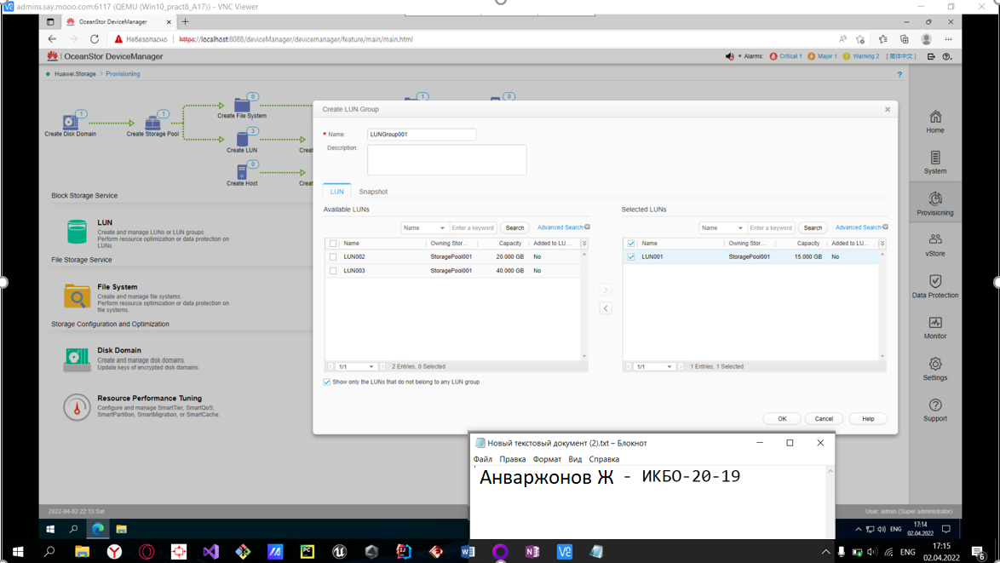 admins.say.mooo.com:6117 (QEMU (Win10_pract8_A17)) - VNC Viewer
OceanStor DeviceManager
Небезопасно | https://localhost:8088/deviceManager/devicemanager/feature/main/main.html
OceanStor DeviceManager
Alarms: Critical 1 Major 1 Warning 2 [简体中文]
Huawei.Storage > Provisioning
?
1
Create Disk Domain
1
Create Storage Pool
0
Create File System
3
Create LUN
0
Create Host
1
0
Creat
Creat
Block Storage Service
LUN
Create and manage LUNs or LUN groups.
Perform resource optimization or data protection on
LUNs.
File Storage Service
File System
Create and manage file systems.
Perform resource optimization or data protection on
file systems.
Storage Configuration and Optimization
Disk Domain
Create and manage disk domains.
Update keys of encrypted disk domains.
Resource Performance Tuning
Configure and manage SmartTier, SmartQoS,
SmartPartition, SmartMigration, or SmartCache.
Create LUN Group
* Name: LUNGroup001
Description:
LUN Snapshot
Available LUNs
Name Enter a keyword Search Advanced Search
Name Owning Stor... Capacity Added to LU...
LUN002 StoragePool001 20.000 GB No
LUN003 StoragePool001 40.000 GB No
1/1 2 Entries, 0 Selected
Show only the LUNs that do not belong to any LUN group
Selected LUNs
Name Enter a keyword Search Advanced Search
Name Owning Stor... Capacity Added to LU...
LUN001 StoragePool001 15.000 GB No
1/1 1 Entries, 1 Selected
OK Cancel Help
Home
System
Provisioning
vStore
Data Protection
Monitor
Settings
Support
Новый текстовый документ (2).txt – Блокнот
Файл Правка Формат Вид Справка
Анваржонов Ж - ИКБО-20-19
2022-04-02 22:13 Sat
User: admin (Super administrator)
ENG 17:14
02.04.2022
ENG 17:15
02.04.2022
6